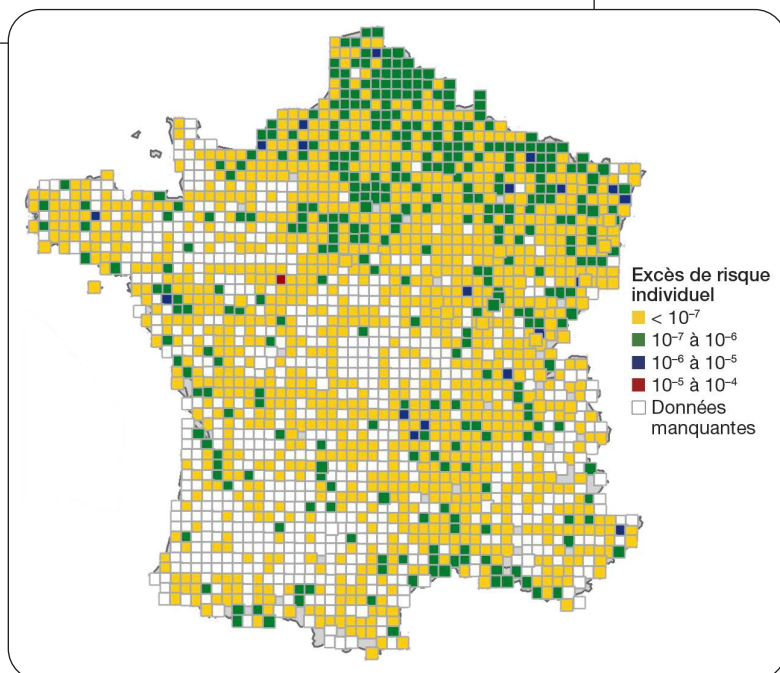 Excès de risque
individuel
< 10⁻⁷
10⁻⁷ à 10⁻⁶
10⁻⁶ à 10⁻⁵
10⁻⁵ à 10⁻⁴
Données
manquantes